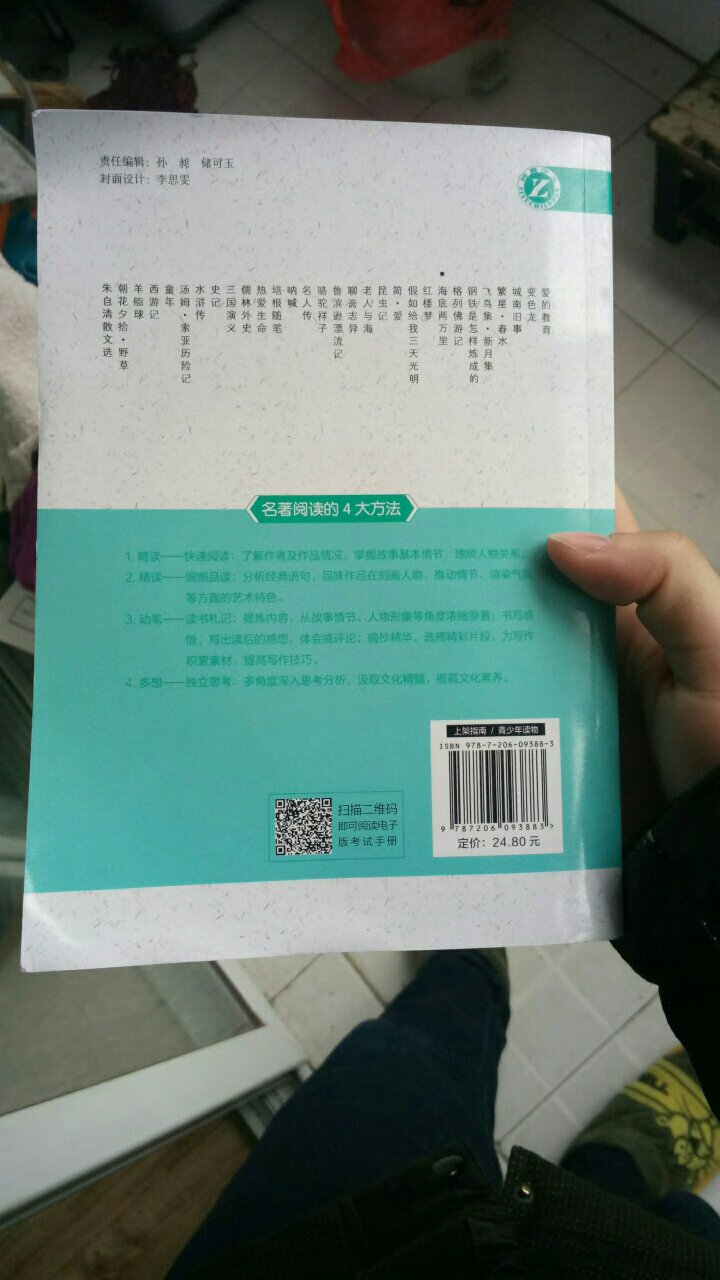 责任编辑：孙 昶 储可玉
封面设计：李思雯
Z
爱的教育
变色龙
城南旧事
繁星·春水
飞鸟集·新月集
钢铁是怎样炼成的
格列佛游记
海底两万里
红楼梦
假如给我三天光明
简·爱
昆虫记
老人与海
聊斋志异
鲁滨逊漂流记
骆驼祥子
名人传
呐喊
培根随笔
热爱生命
儒林外史
三国演义
史记
水浒传
汤姆·索亚历险记
童年
西游记
羊脂球
朝花夕拾·野草
朱自清散文选
名著阅读的4大方法
1. 略读——快速阅读：了解作者及作品情况，掌握故事基本情节，理顺人物关系。
2. 精读——细细品读：分析经典语句，品味作品在刻画人物、推动情节、渲染气氛
等方面的艺术特色。
3. 动笔——读书札记：提炼内容，从故事情节、人物形象等角度浓缩原著；书写感
悟，写出读后的感想、体会或评论；摘抄精华，选摘精彩片段，为写作
积累素材，提高写作技巧。
4. 多想——独立思考：多角度深入思考分析，汲取文化精髓，提高文化素养。
上架指南 / 青少年读物
ISBN 978-7-206-09388-3
9 787206 093883>
定价：24.80元
扫描二维码
即可阅读电子
版考试手册